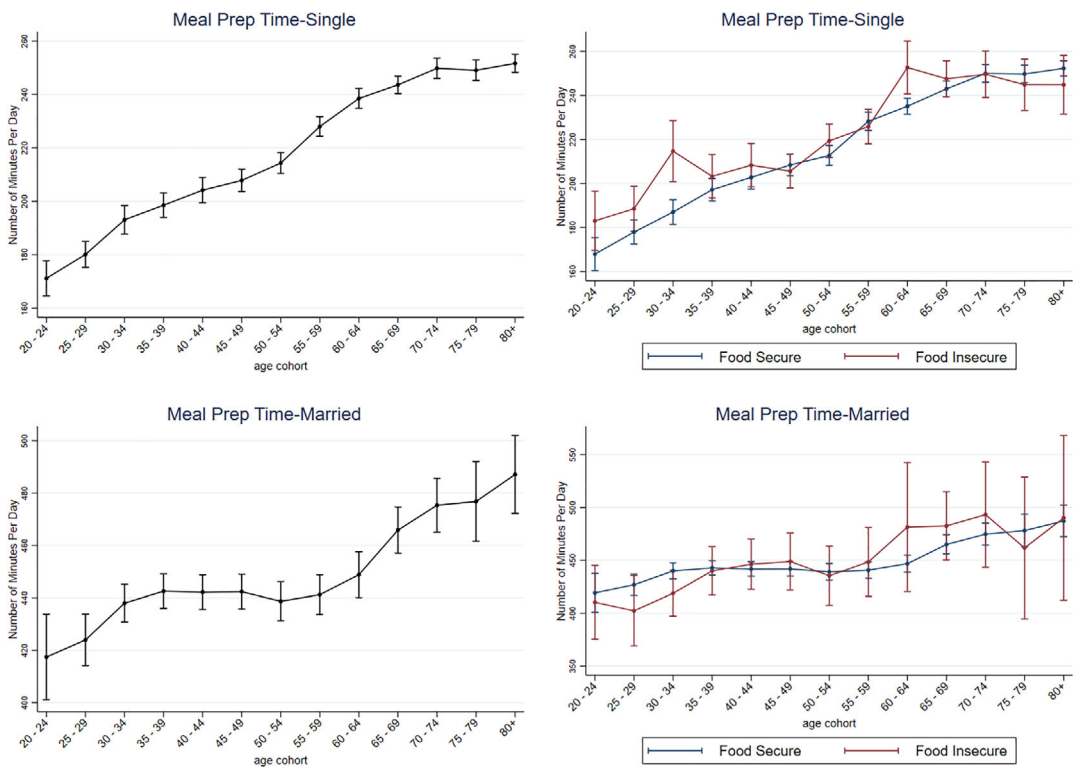 Meal Prep Time-Single
Number of Minutes Per Day
260
240
220
200
180
160
20 - 24
25 - 29
30 - 34
35 - 39
40 - 44
45 - 49
50 - 54
55 - 59
60 - 64
65 - 69
70 - 74
75 - 79
80+
age cohort
Meal Prep Time-Single
Number of Minutes Per Day
260
240
220
200
180
160
20 - 24
25 - 29
30 - 34
35 - 39
40 - 44
45 - 49
50 - 54
55 - 59
60 - 64
65 - 69
70 - 74
75 - 79
80+
age cohort
Food Secure Food Insecure
Meal Prep Time-Married
Number of Minutes Per Day
500
480
460
440
420
400
20 - 24
25 - 29
30 - 34
35 - 39
40 - 44
45 - 49
50 - 54
55 - 59
60 - 64
65 - 69
70 - 74
75 - 79
80+
age cohort
Meal Prep Time-Married
Number of Minutes Per Day
550
500
450
400
350
20 - 24
25 - 29
30 - 34
35 - 39
40 - 44
45 - 49
50 - 54
55 - 59
60 - 64
65 - 69
70 - 74
75 - 79
80+
age cohort
Food Secure Food Insecure